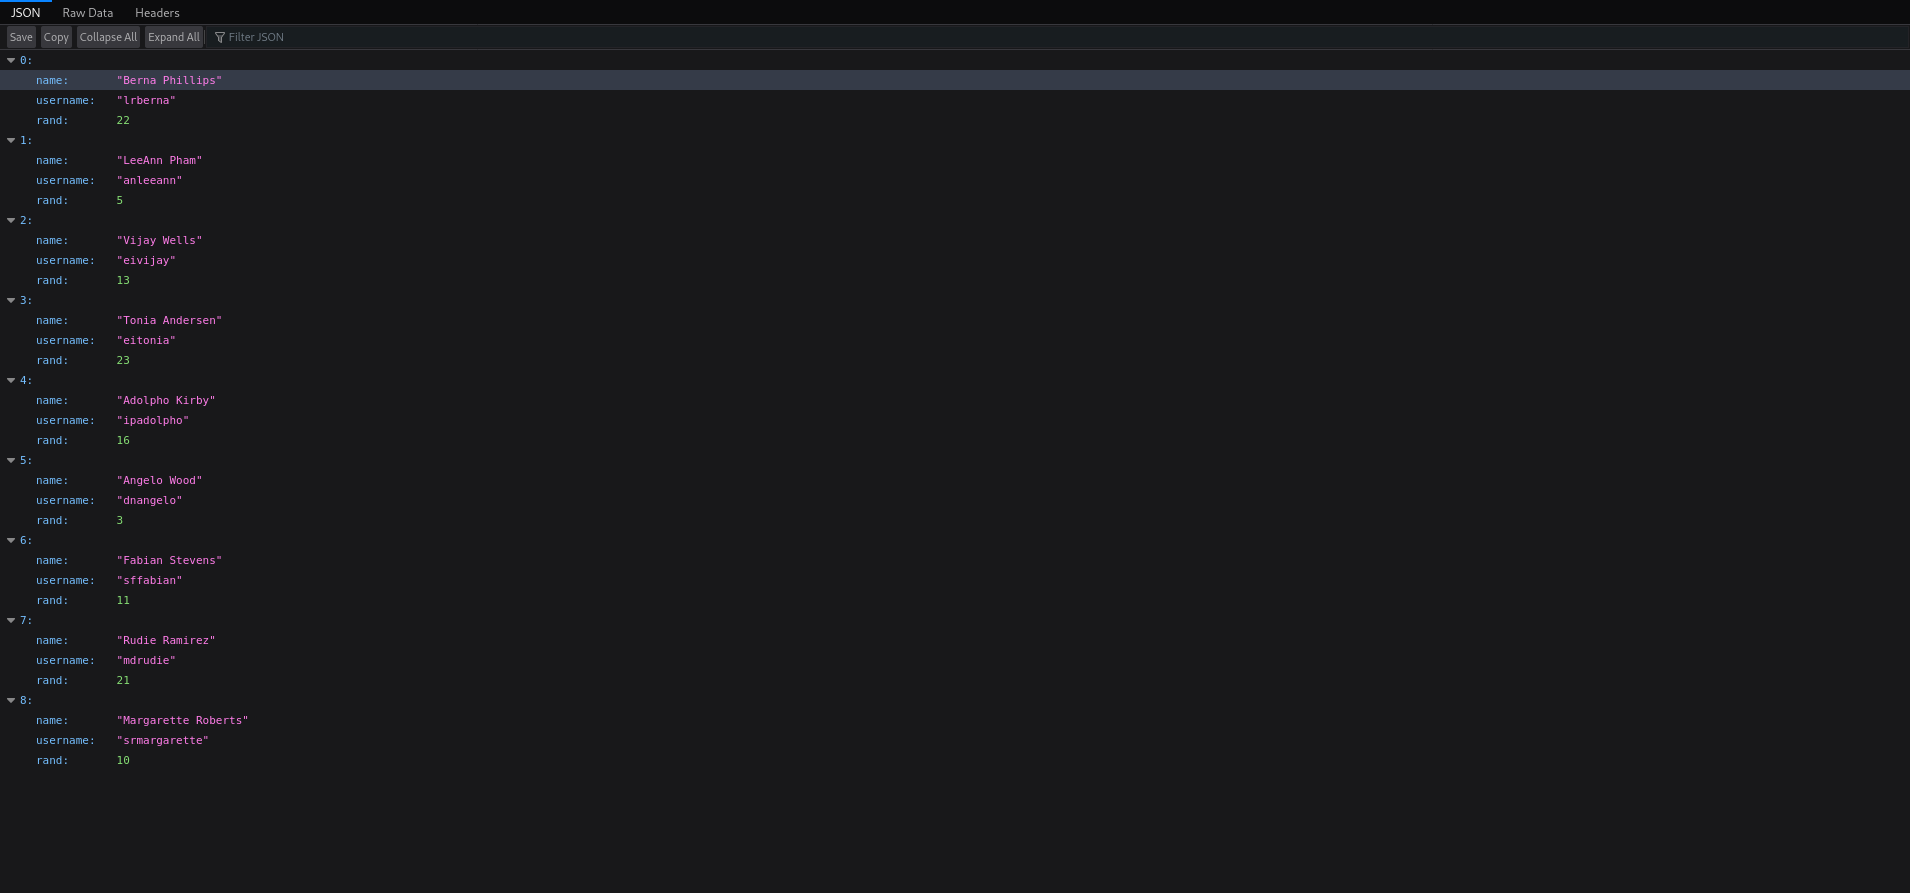 JSON Raw Data Headers
Save Copy Collapse All Expand All Filter JSON
0:
name: "Berna Phillips"
username: "lrberna"
rand: 22
1:
name: "LeeAnn Pham"
username: "anleeann"
rand: 5
2:
name: "Vijay Wells"
username: "eivijay"
rand: 13
3:
name: "Tonia Andersen"
username: "eitonia"
rand: 23
4:
name: "Adolpho Kirby"
username: "ipadolpho"
rand: 16
5:
name: "Angelo Wood"
username: "dnangelo"
rand: 3
6:
name: "Fabian Stevens"
username: "sffabian"
rand: 11
7:
name: "Rudie Ramirez"
username: "mdrudie"
rand: 21
8:
name: "Margarette Roberts"
username: "srmargarette"
rand: 10